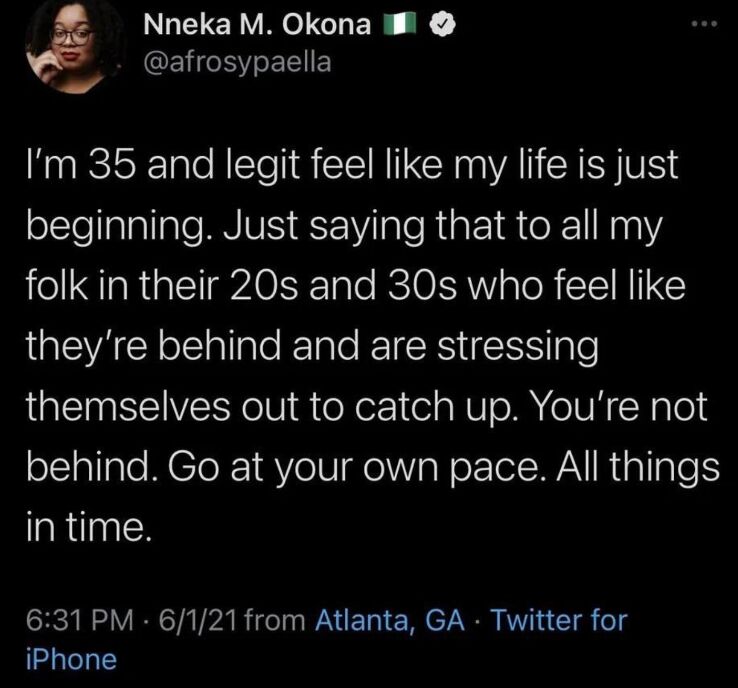 Nneka M. Okona 🇳🇬
@afrosypaella
I'm 35 and legit feel like my life is just
beginning. Just saying that to all my
folk in their 20s and 30s who feel like
they're behind and are stressing
themselves out to catch up. You're not
behind. Go at your own pace. All things
in time.
6:31 PM · 6/1/21 from Atlanta, GA · Twitter for
iPhone